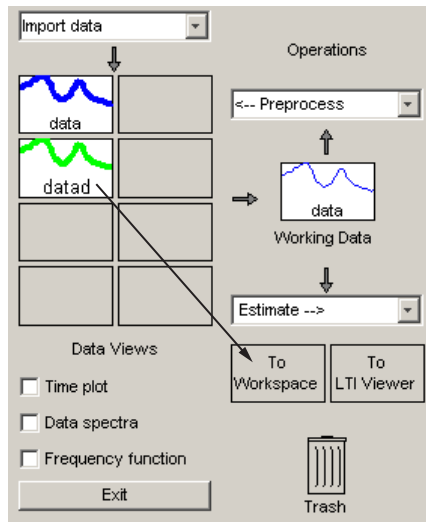 Import data
data
datad
Data Views
Time plot
Data spectra
Frequency function
Exit
Operations
<-- Preprocess
data
Working Data
Estimate -->
To
Workspace
To
LTI Viewer
Trash